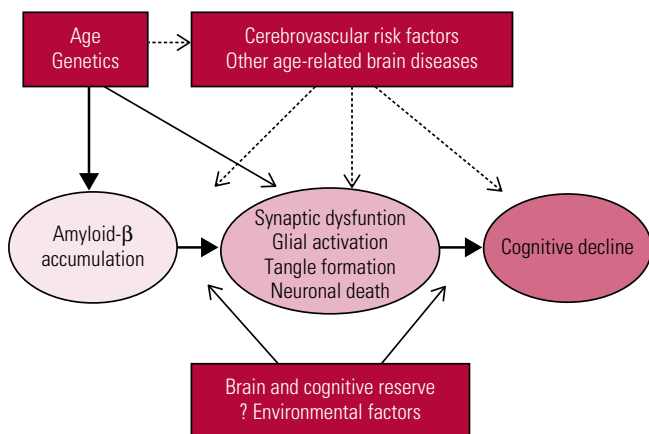 Age
Genetics
Cerebrovascular risk factors
Other age-related brain diseases
Amyloid-β
accumulation
Synaptic dysfuntion
Glial activation
Tangle formation
Neuronal death
Cognitive decline
Brain and cognitive reserve
? Environmental factors